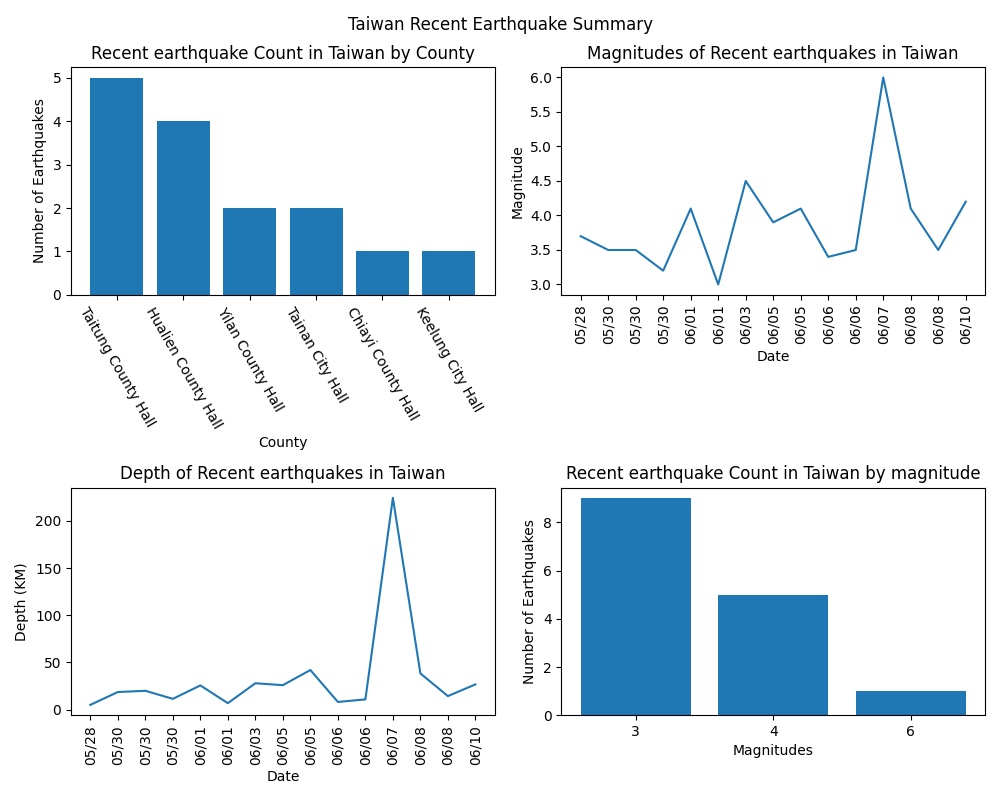 Taiwan Recent Earthquake Summary
Recent earthquake Count in Taiwan by County
Number of Earthquakes
5
4
3
2
1
0
Taitung County Hall
Hualien County Hall
Yilan County Hall
Tainan City Hall
Chiayi County Hall
Keelung City Hall
County
Magnitudes of Recent earthquakes in Taiwan
Magnitude
6.0
5.5
5.0
4.5
4.0
3.5
3.0
05/28
05/30
05/30
05/30
06/01
06/01
06/03
06/05
06/05
06/06
06/06
06/07
06/08
06/08
06/10
Date
Depth of Recent earthquakes in Taiwan
Depth (KM)
200
150
100
50
0
05/28
05/30
05/30
05/30
06/01
06/01
06/03
06/05
06/05
06/06
06/06
06/07
06/08
06/08
06/10
Date
Recent earthquake Count in Taiwan by magnitude
Number of Earthquakes
8
6
4
2
0
3
4
6
Magnitudes